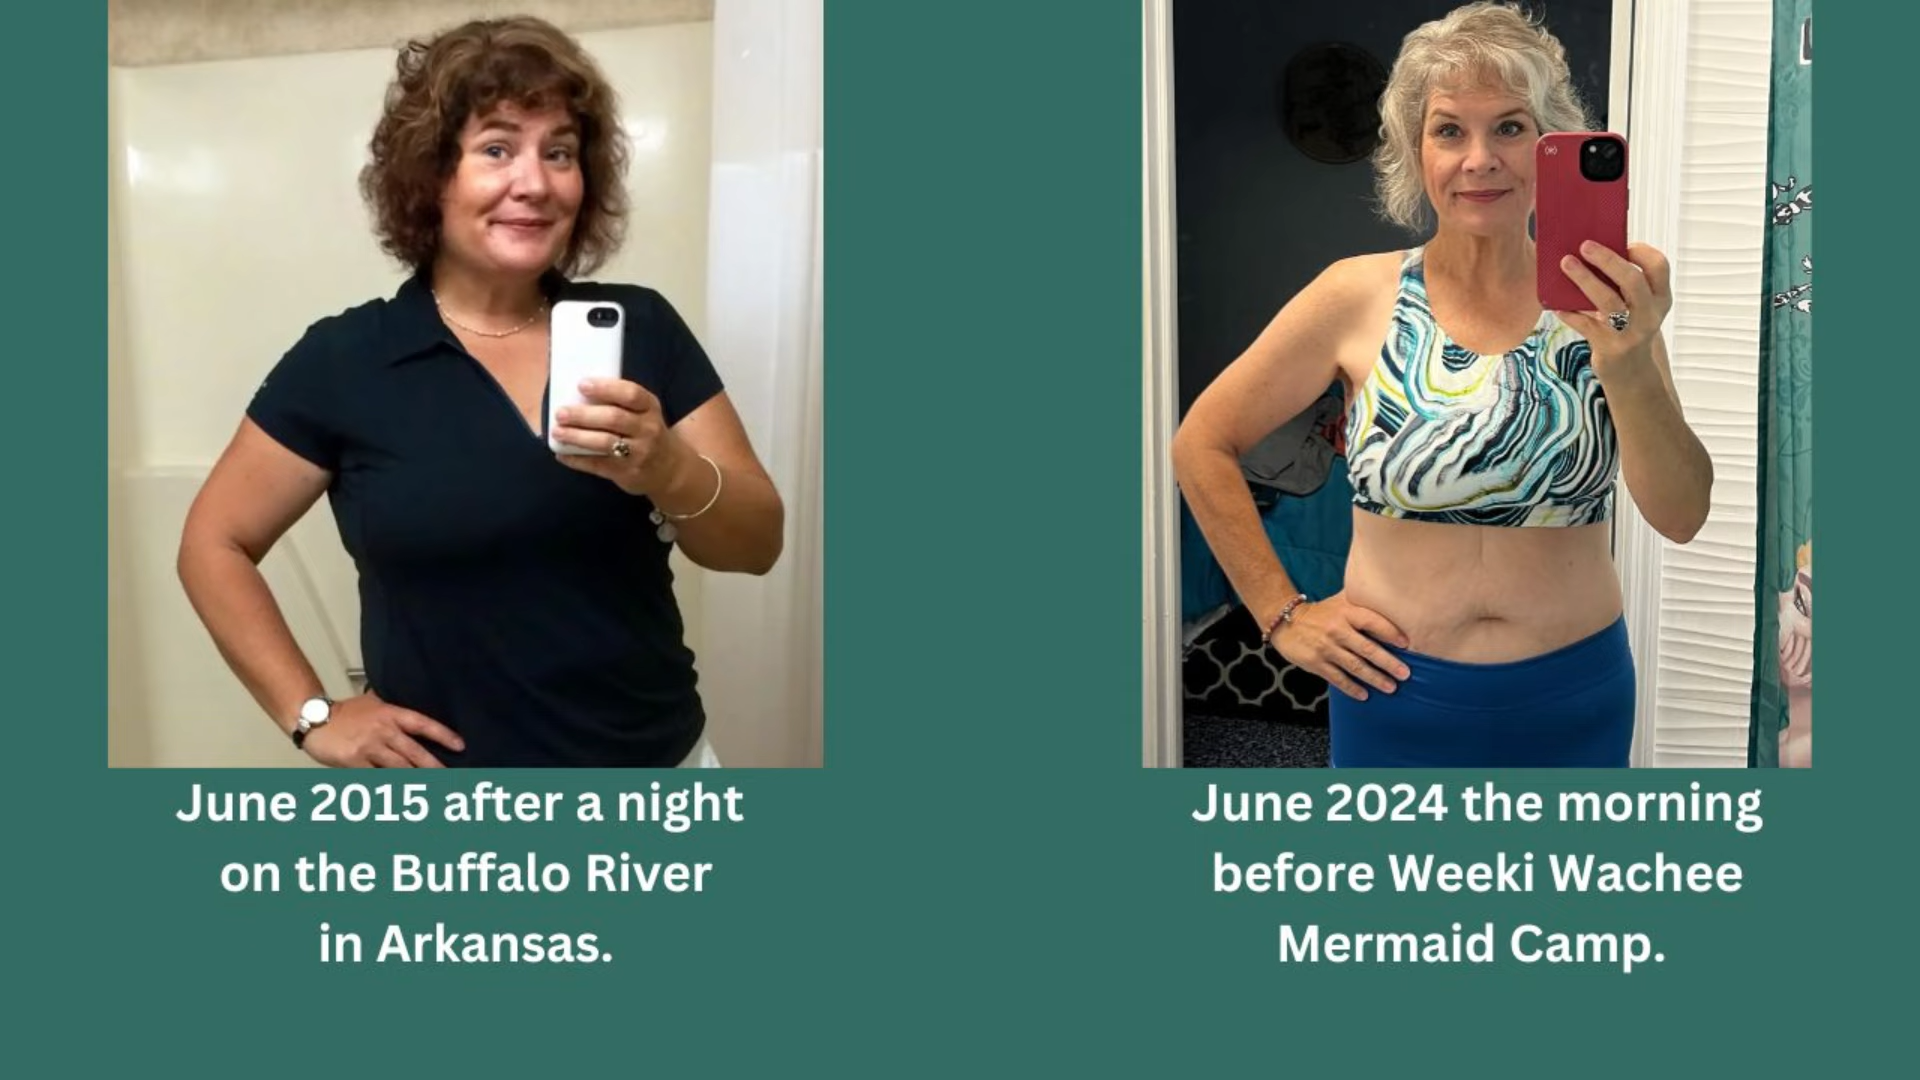 June 2015 after a night
on the Buffalo River
in Arkansas.
June 2024 the morning
before Weeki Wachee
Mermaid Camp.